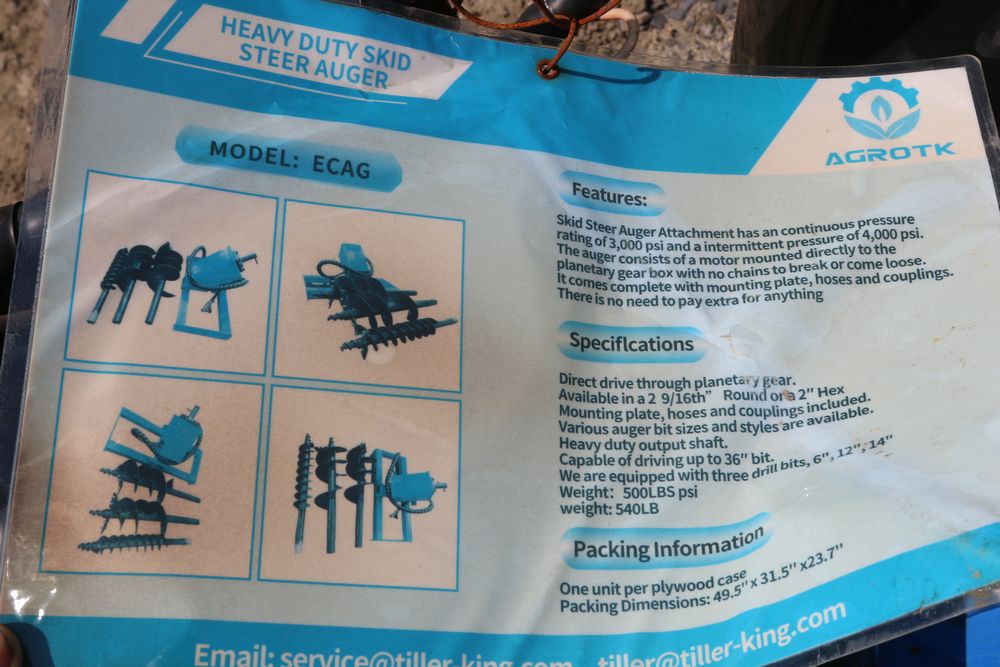 HEAVY DUTY SKID
STEER AUGER
AGROTK
MODEL: ECAG
Features:
Skid Steer Auger Attachment has an continuous pressure
rating of 3,000 psi and a intermittent pressure of 4,000 psi.
The auger consists of a motor mounted directly to the
planetary gear box with no chains to break or come loose.
It comes complete with mounting plate, hoses and couplings.
There is no need to pay extra for anything
Speciflcations
Direct drive through planetary gear.
Available in a 2 9/16th” Round or a 2" Hex
Mounting plate, hoses and couplings included.
Various auger bit sizes and styles are available.
Heavy duty output shaft.
Capable of driving up to 36" bit.
We are equipped with three drill bits, 6", 12", 14"
Weight: 500LBS psi
weight: 540LB
Packing Information
One unit per plywood case
Packing Dimensions: 49.5" x 31.5" x23.7"
Email: service@tiller-king.com tiller@tiller-king.com